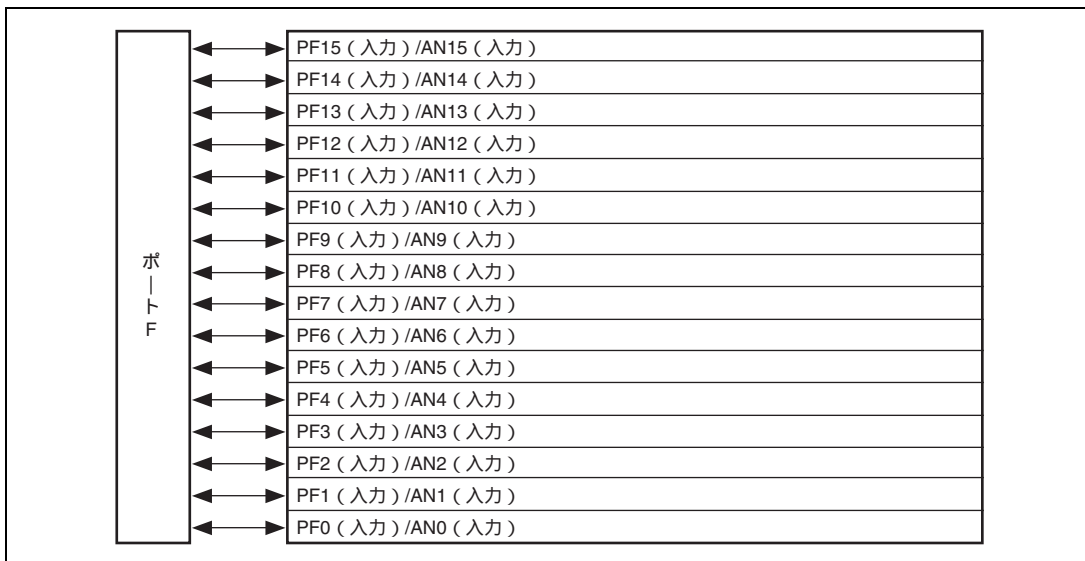 PF15(入力)/AN15(入力)
PF14(入力)/AN14(入力)
PF13(入力)/AN13(入力)
PF12(入力)/AN12(入力)
PF11(入力)/AN11(入力)
PF10(入力)/AN10(入力)
PF9(入力)/AN9(入力)
PF8(入力)/AN8(入力)
PF7(入力)/AN7(入力)
PF6(入力)/AN6(入力)
PF5(入力)/AN5(入力)
PF4(入力)/AN4(入力)
PF3(入力)/AN3(入力)
PF2(入力)/AN2(入力)
PF1(入力)/AN1(入力)
PF0(入力)/AN0(入力)
ポートF